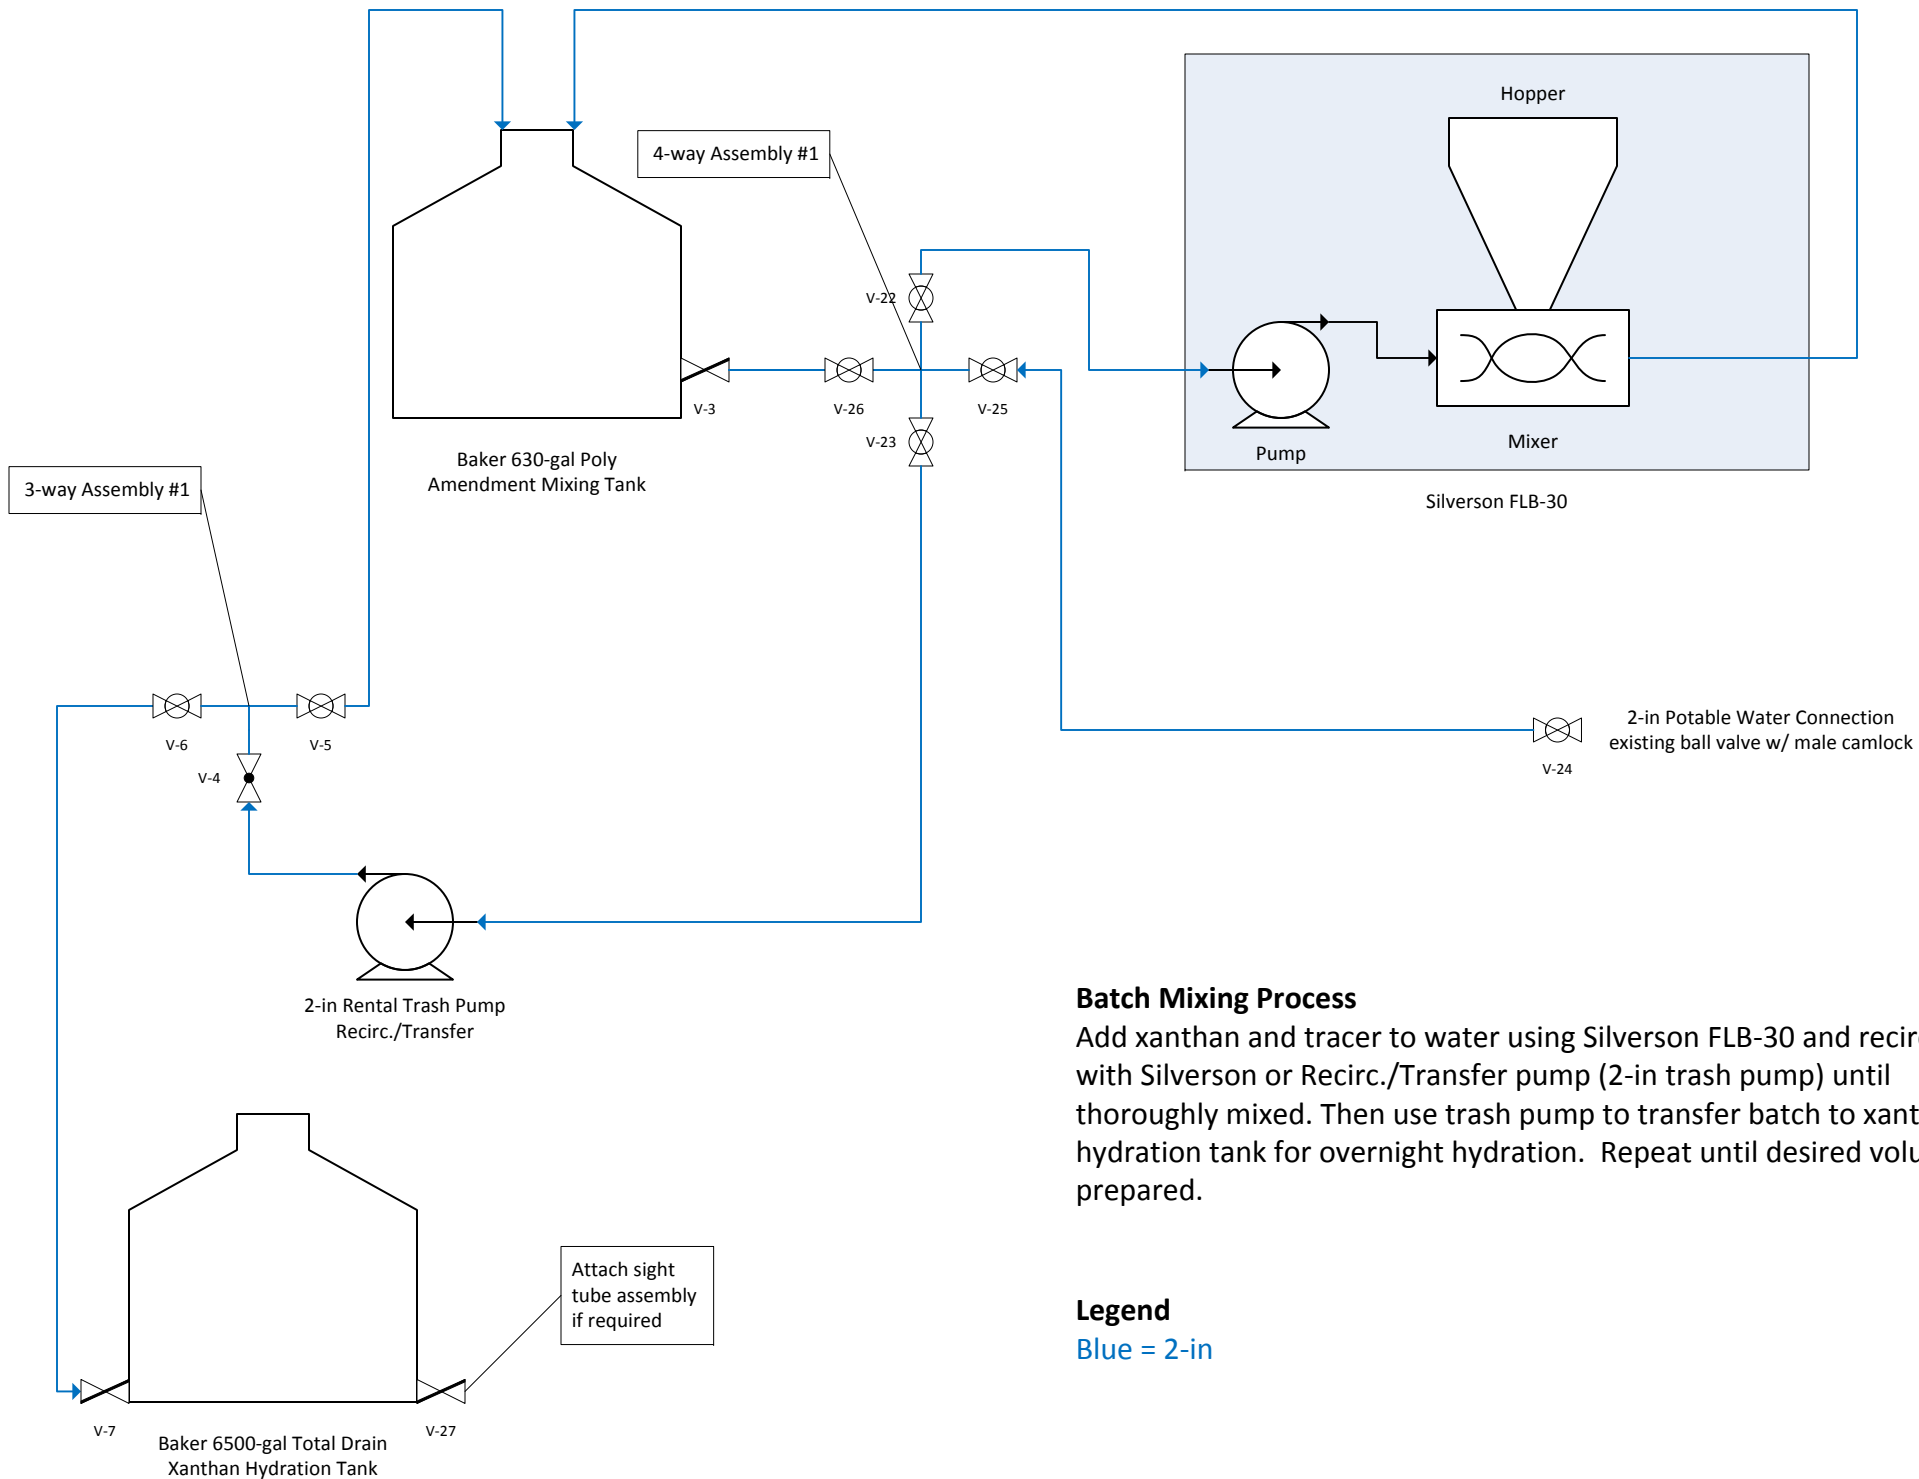 Hopper
4-way Assembly #1
V-22
V-3
V-26
V-25
V-23
Pump
Mixer
Baker 630-gal Poly
Amendment Mixing Tank
Silverson FLB-30
3-way Assembly #1
V-6
V-5
V-4
2-in Potable Water Connection
existing ball valve w/ male camlock
V-24
2-in Rental Trash Pump
Recirc./Transfer
Batch Mixing Process
Add xanthan and tracer to water using Silverson FLB-30 and
with Silverson or Recirc./Transfer pump (2-in trash pump) until
thoroughly mixed. Then use trash pump to transfer batch to
hydration tank for overnight hydration. Repeat until desired
prepared.
Attach sight
tube assembly
if required
Legend
Blue = 2-in
V-7
V-27
Baker 6500-gal Total Drain
Xanthan Hydration Tank